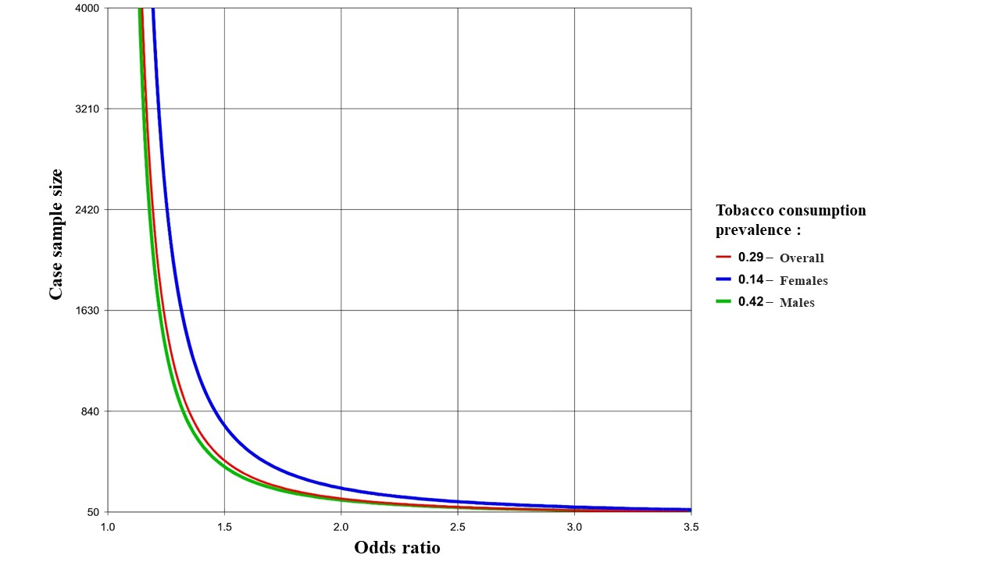 4000
3210
2420
1630
840
50
Case sample size
1.0 1.5 2.0 2.5 3.0 3.5
Odds ratio
Tobacco consumption
prevalence :
0.29 – Overall
0.14 – Females
0.42 – Males